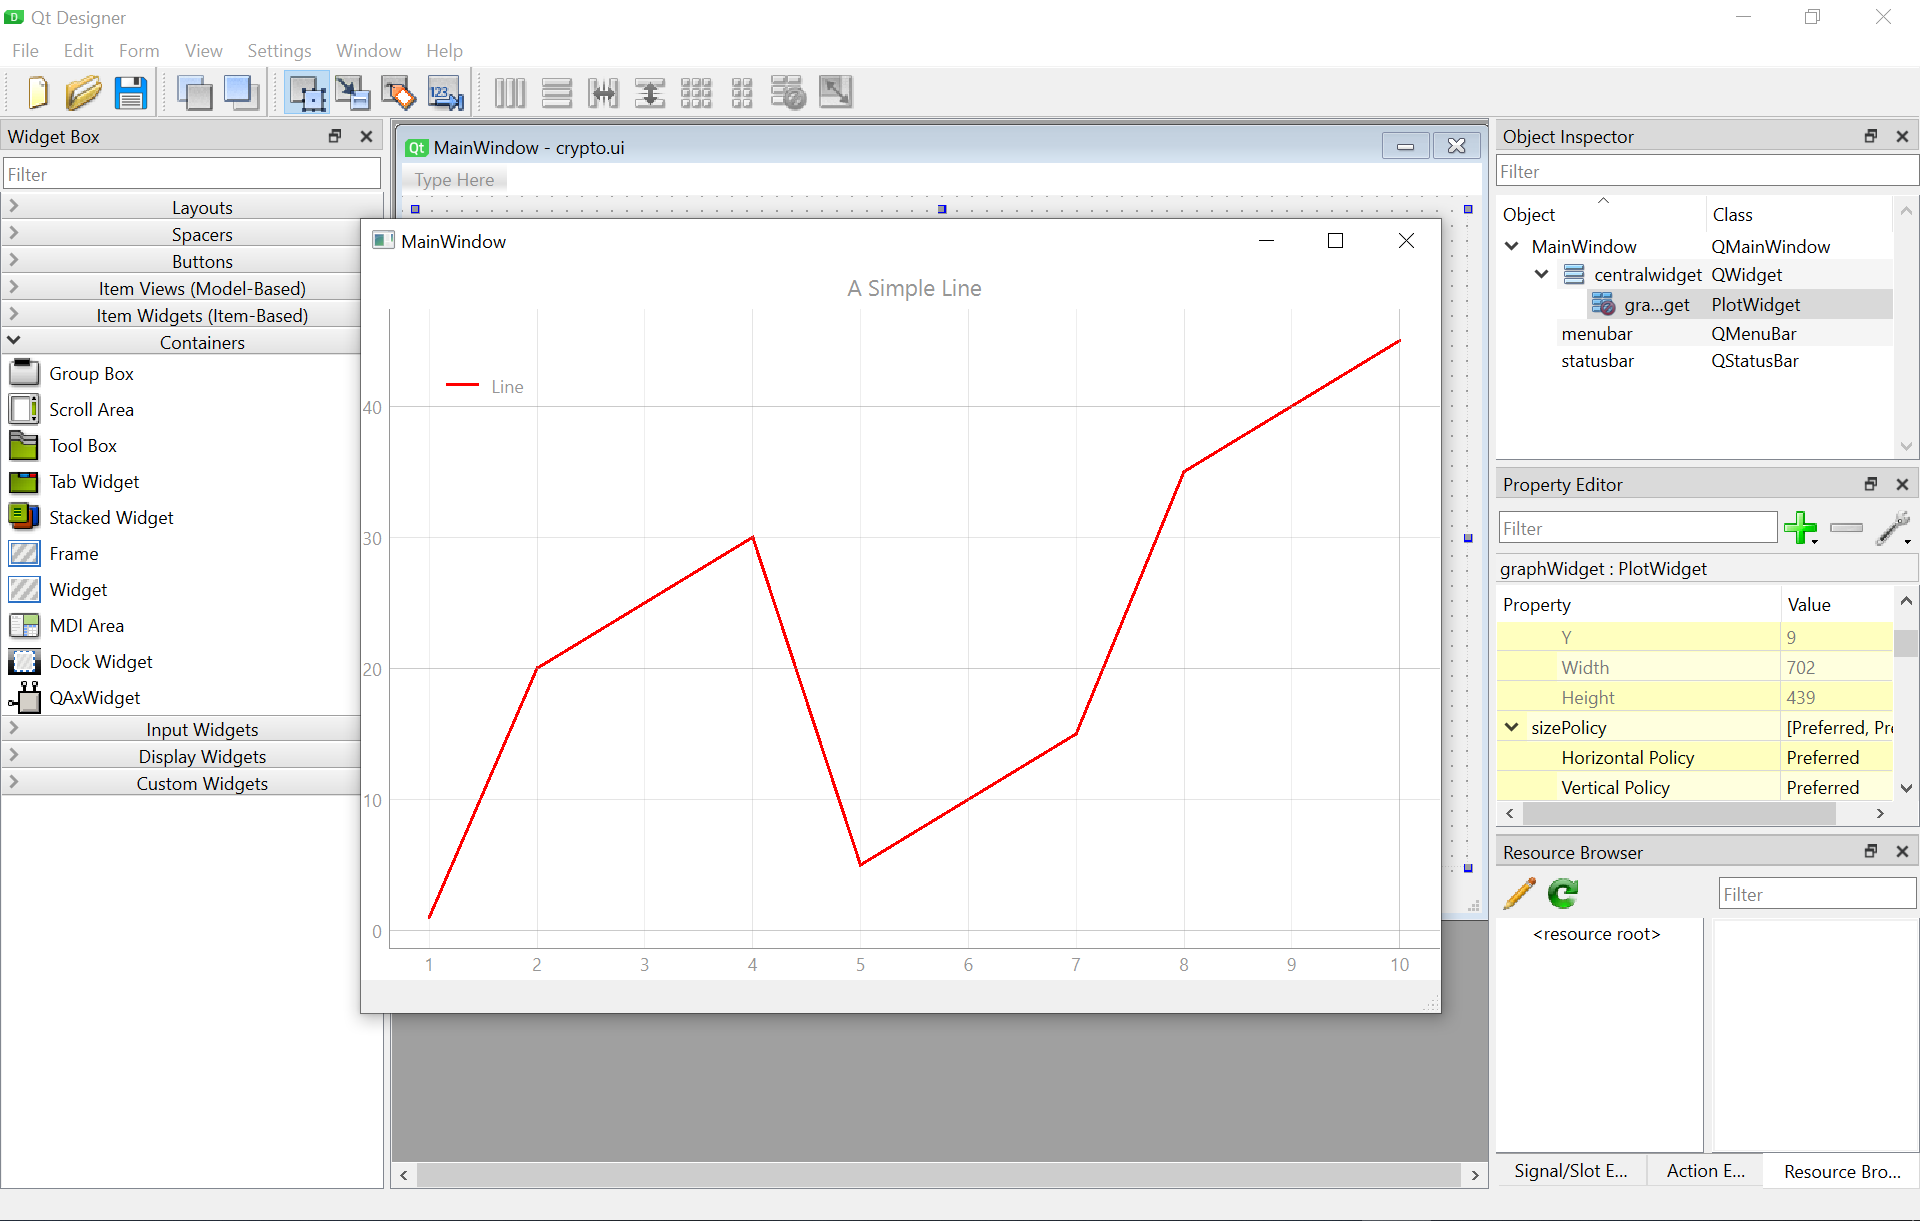 Qt Designer
File Edit Form View Settings Window Help
123
Widget Box
Filter
Layouts
Spacers
Buttons
Item Views (Model-Based)
Item Widgets (Item-Based)
Containers
Group Box
Scroll Area
Tool Box
Tab Widget
Stacked Widget
Frame
Widget
MDI Area
Dock Widget
QAxWidget
Input Widgets
Display Widgets
Custom Widgets
Qt MainWindow - crypto.ui
Type Here
MainWindow
A Simple Line
Line
40
30
20
10
0
1 2 3 4 5 6 7 8 9 10
Object Inspector
Filter
Object Class
MainWindow QMainWindow
centralwidget QWidget
gra...get PlotWidget
menubar QMenuBar
statusbar QStatusBar
Property Editor
Filter
graphWidget : PlotWidget
Property Value
Y 9
Width 702
Height 439
sizePolicy [Preferred, Pre
Horizontal Policy Preferred
Vertical Policy Preferred
Resource Browser
Filter
<resource root>
Signal/Slot E... Action E... Resource Bro...